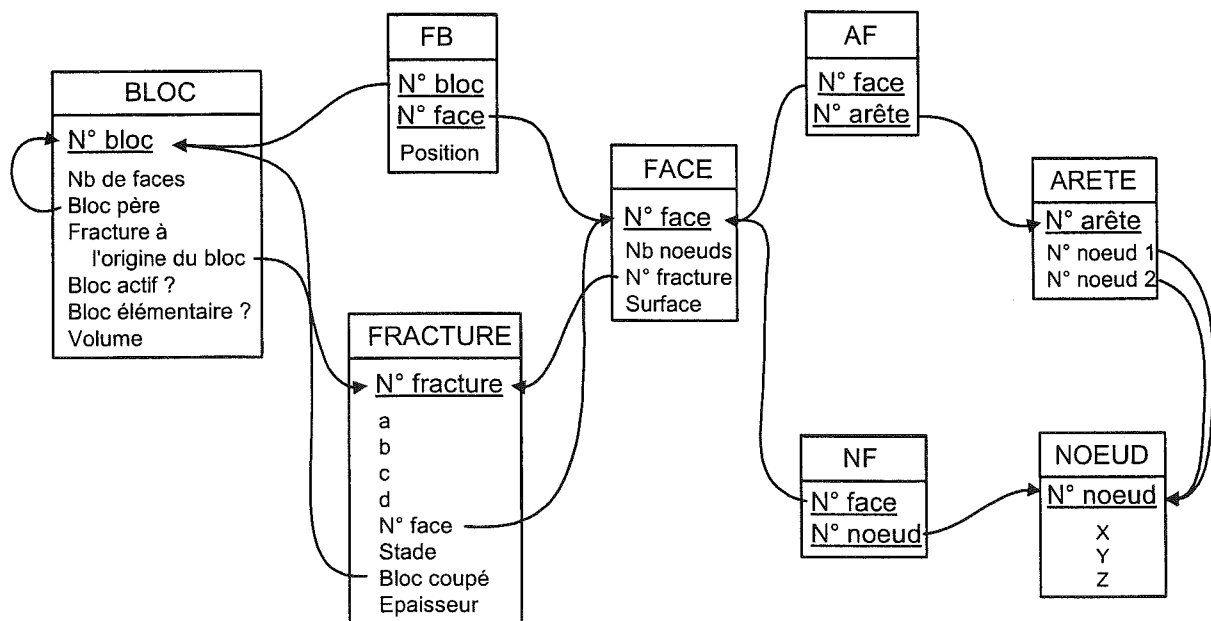 BLOC
N° bloc
Nb de faces
Bloc père
Fracture à
l'origine du bloc
Bloc actif ?
Bloc élémentaire ?
Volume
FB
N° bloc
N° face
Position
FRACTURE
N° fracture
a
b
c
d
N° face
Stade
Bloc coupé
Epaisseur
FACE
N° face
Nb noeuds
N° fracture
Surface
AF
N° face
N° arête
NF
N° face
N° noeud
ARETE
N° arête
N° noeud 1
N° noeud 2
NOEUD
N° noeud
X
Y
Z